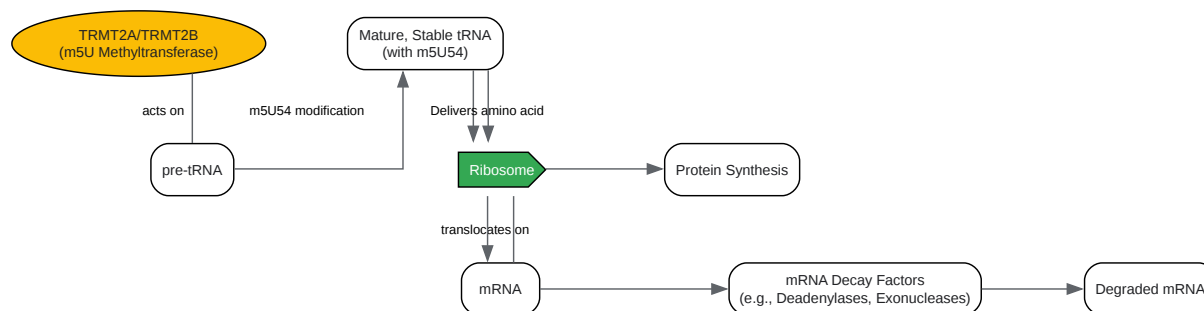 TRMT2A/TRMT2B
(m5U Methyltransferase)
Mature, Stable tRNA
(with m5U54)
acts on
m5U54 modification
Delivers amino acid
pre-tRNA
Ribosome
Protein Synthesis
translocates on
mRNA
mRNA Decay Factors
(e.g., Deadenylases, Exonucleases)
Degraded mRNA